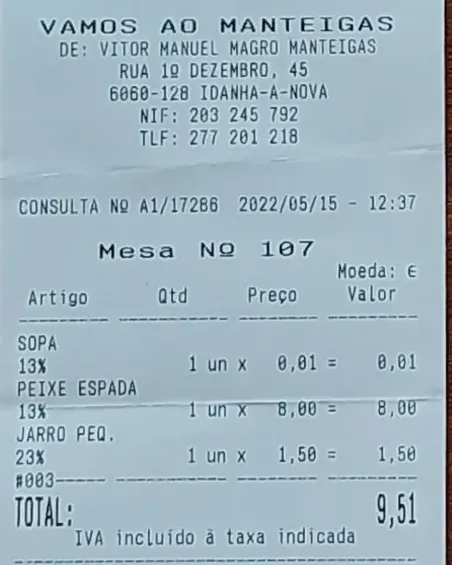 VAMOS AO MANTEIGAS
DE: VITOR MANUEL MAGRO MANTEIGAS
RUA 1º DEZEMBRO, 45
6060-128 IDANHA-A-NOVA
NIF: 203 245 792
TLF: 277 201 218
CONSULTA Nº A1/17286 2022/05/15 - 12:37
Mesa Nº 107
Moeda: €
Artigo Qtd Preço Valor
SOPA
13% 1 un x 0,01 = 0,01
PEIXE ESPADA
13% 1 un x 8,00 = 8,00
JARRO PEQ.
23% 1 un x 1,50 = 1,50
#003-----
TOTAL: 9,51
IVA incluído à taxa indicada